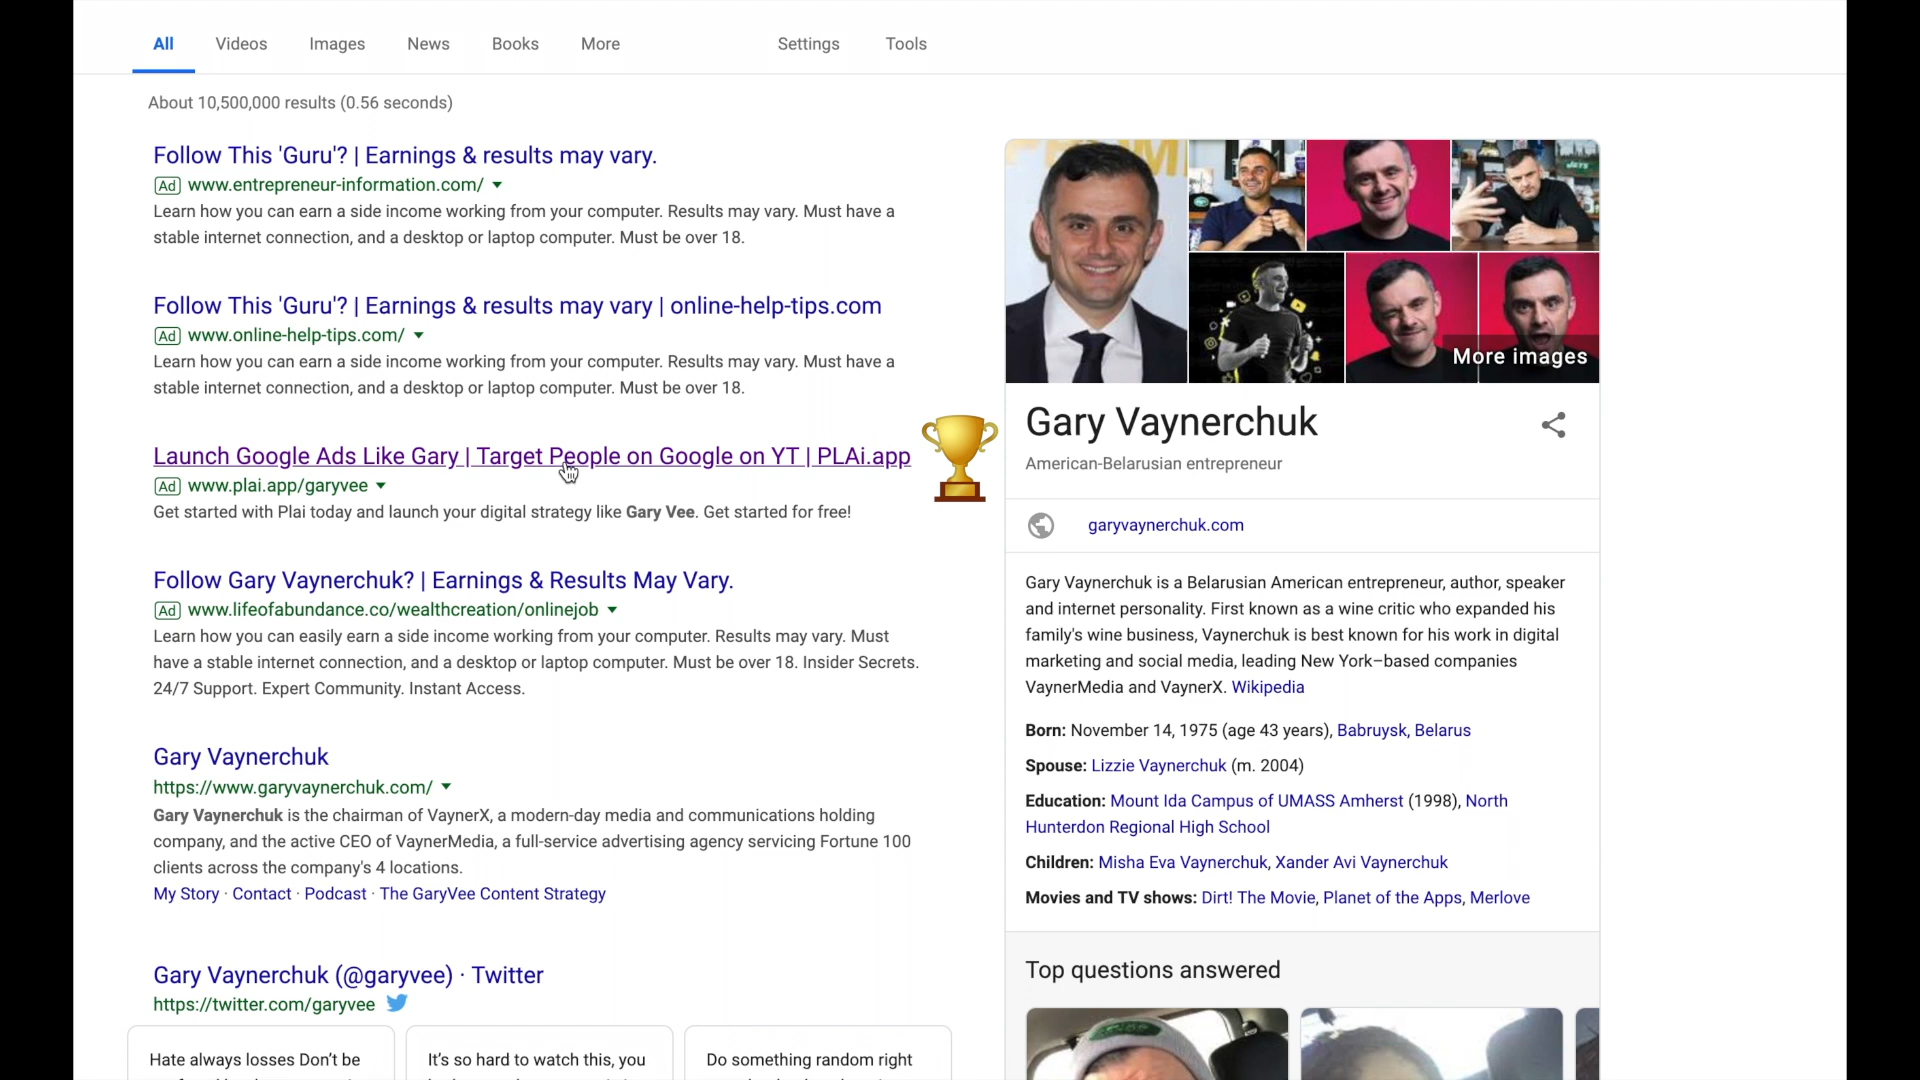 All
Videos
Images
News
Books
More
Settings
Tools
About 10,500,000 results (0.56 seconds)
Follow This 'Guru'? | Earnings & results may vary.
Ad www.entrepreneur-information.com/
Learn how you can earn a side income working from your computer. Results may vary. Must have a
stable internet connection, and a desktop or laptop computer. Must be over 18.
Follow This 'Guru'? | Earnings & results may vary | online-help-tips.com
Ad www.online-help-tips.com/
Learn how you can earn a side income working from your computer. Results may vary. Must have a
stable internet connection, and a desktop or laptop computer. Must be over 18.
Launch Google Ads Like Gary | Target People on Google on YT | PLAi.app
Ad www.plai.app/garyvee
Get started with Plai today and launch your digital strategy like Gary Vee. Get started for free!
Follow Gary Vaynerchuk? | Earnings & Results May Vary.
Ad www.lifeofabundance.co/wealthcreation/onlinejob
Learn how you can easily earn a side income working from your computer. Results may vary. Must
have a stable internet connection, and a desktop or laptop computer. Must be over 18. Insider Secrets.
24/7 Support. Expert Community. Instant Access.
Gary Vaynerchuk
https://www.garyvaynerchuk.com/
Gary Vaynerchuk is the chairman of VaynerX, a modern-day media and communications holding
company, and the active CEO of VaynerMedia, a full-service advertising agency servicing Fortune 100
clients across the company's 4 locations.
My Story · Contact · Podcast · The GaryVee Content Strategy
Gary Vaynerchuk (@garyvee) · Twitter
https://twitter.com/garyvee
Hate always losses Don't be
It's so hard to watch this, you
Do something random right
JETS
More images
Gary Vaynerchuk
American-Belarusian entrepreneur
garyvaynerchuk.com
Gary Vaynerchuk is a Belarusian American entrepreneur, author, speaker
and internet personality. First known as a wine critic who expanded his
family's wine business, Vaynerchuk is best known for his work in digital
marketing and social media, leading New York–based companies
VaynerMedia and VaynerX. Wikipedia
Born: November 14, 1975 (age 43 years), Babruysk, Belarus
Spouse: Lizzie Vaynerchuk (m. 2004)
Education: Mount Ida Campus of UMASS Amherst (1998), North
Hunterdon Regional High School
Children: Misha Eva Vaynerchuk, Xander Avi Vaynerchuk
Movies and TV shows: Dirt! The Movie, Planet of the Apps, Merlove
Top questions answered